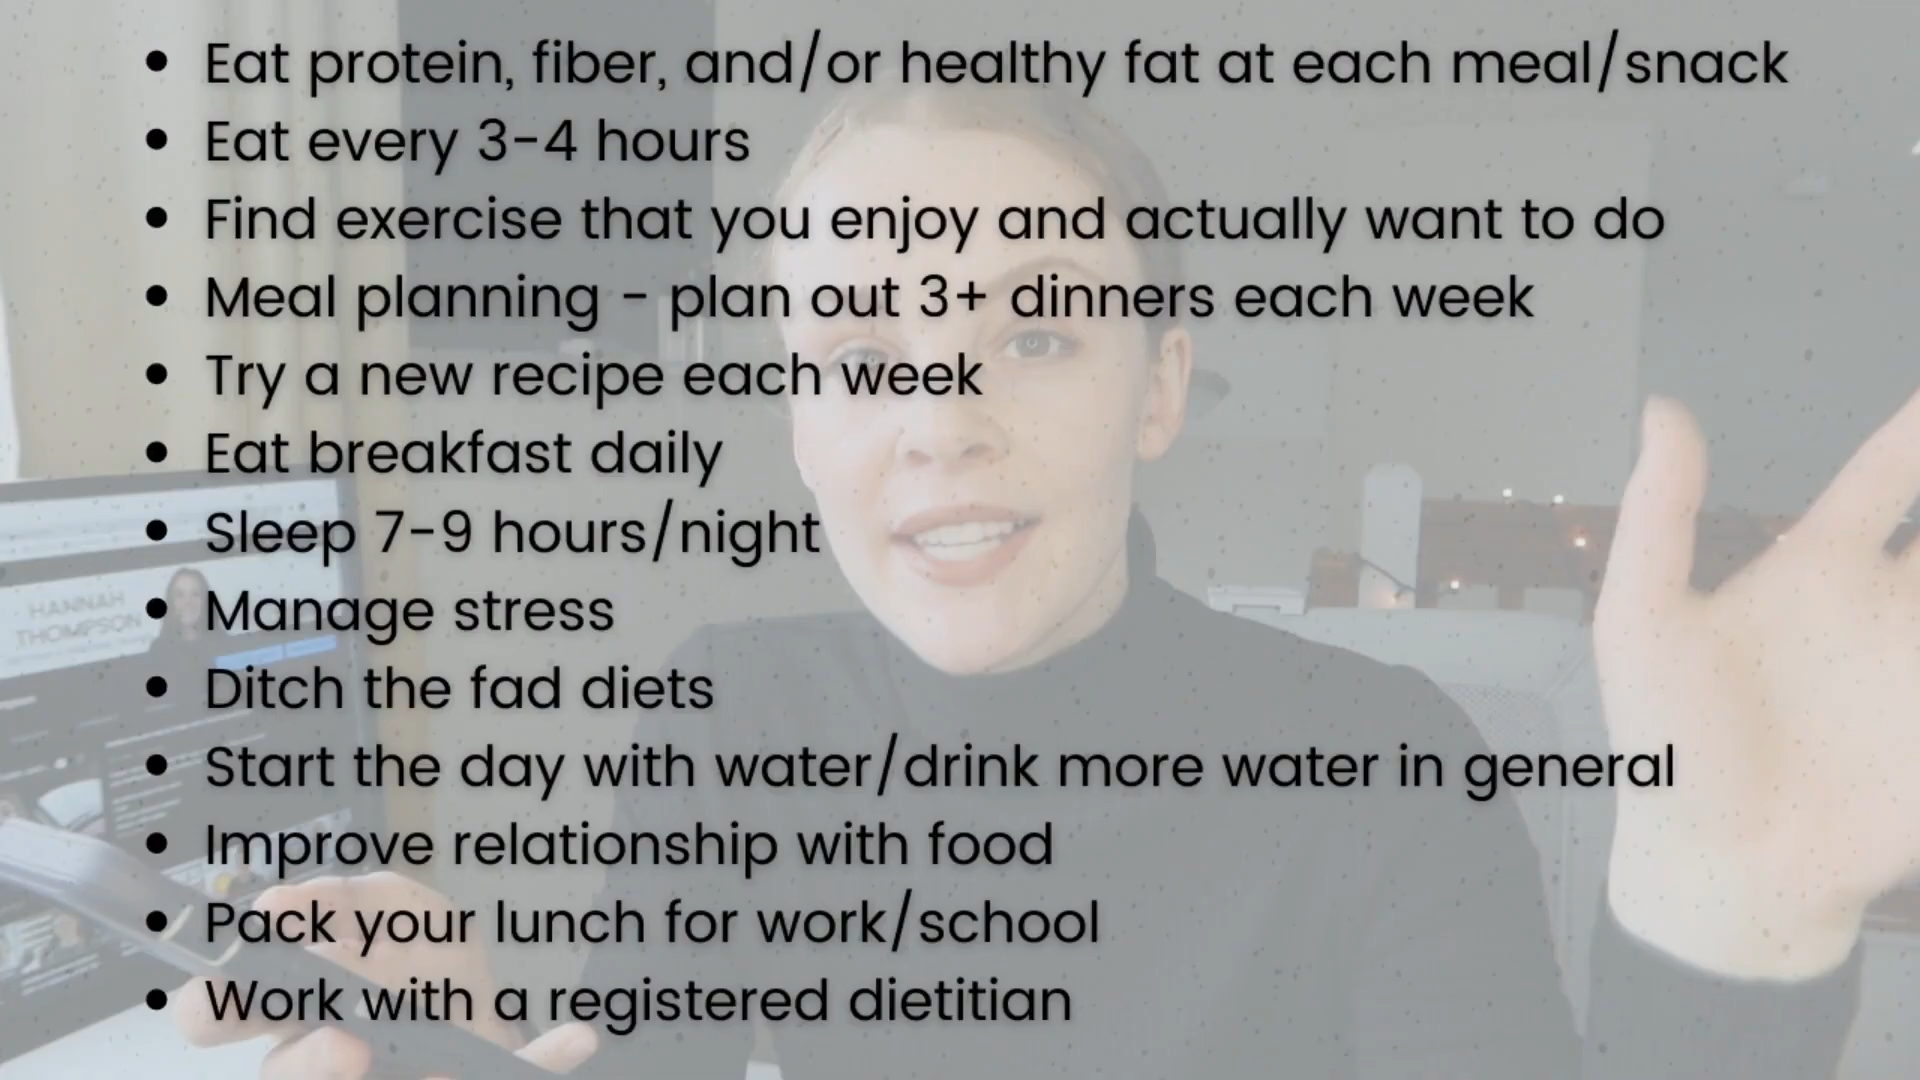 • Eat protein, fiber, and/or healthy fat at each meal/snack
• Eat every 3-4 hours
• Find exercise that you enjoy and actually want to do
• Meal planning - plan out 3+ dinners each week
• Try a new recipe each week
• Eat breakfast daily
• Sleep 7-9 hours/night
• Manage stress
• Ditch the fad diets
• Start the day with water/drink more water in general
• Improve relationship with food
• Pack your lunch for work/school
• Work with a registered dietitian
HANNAH
THOMPSON